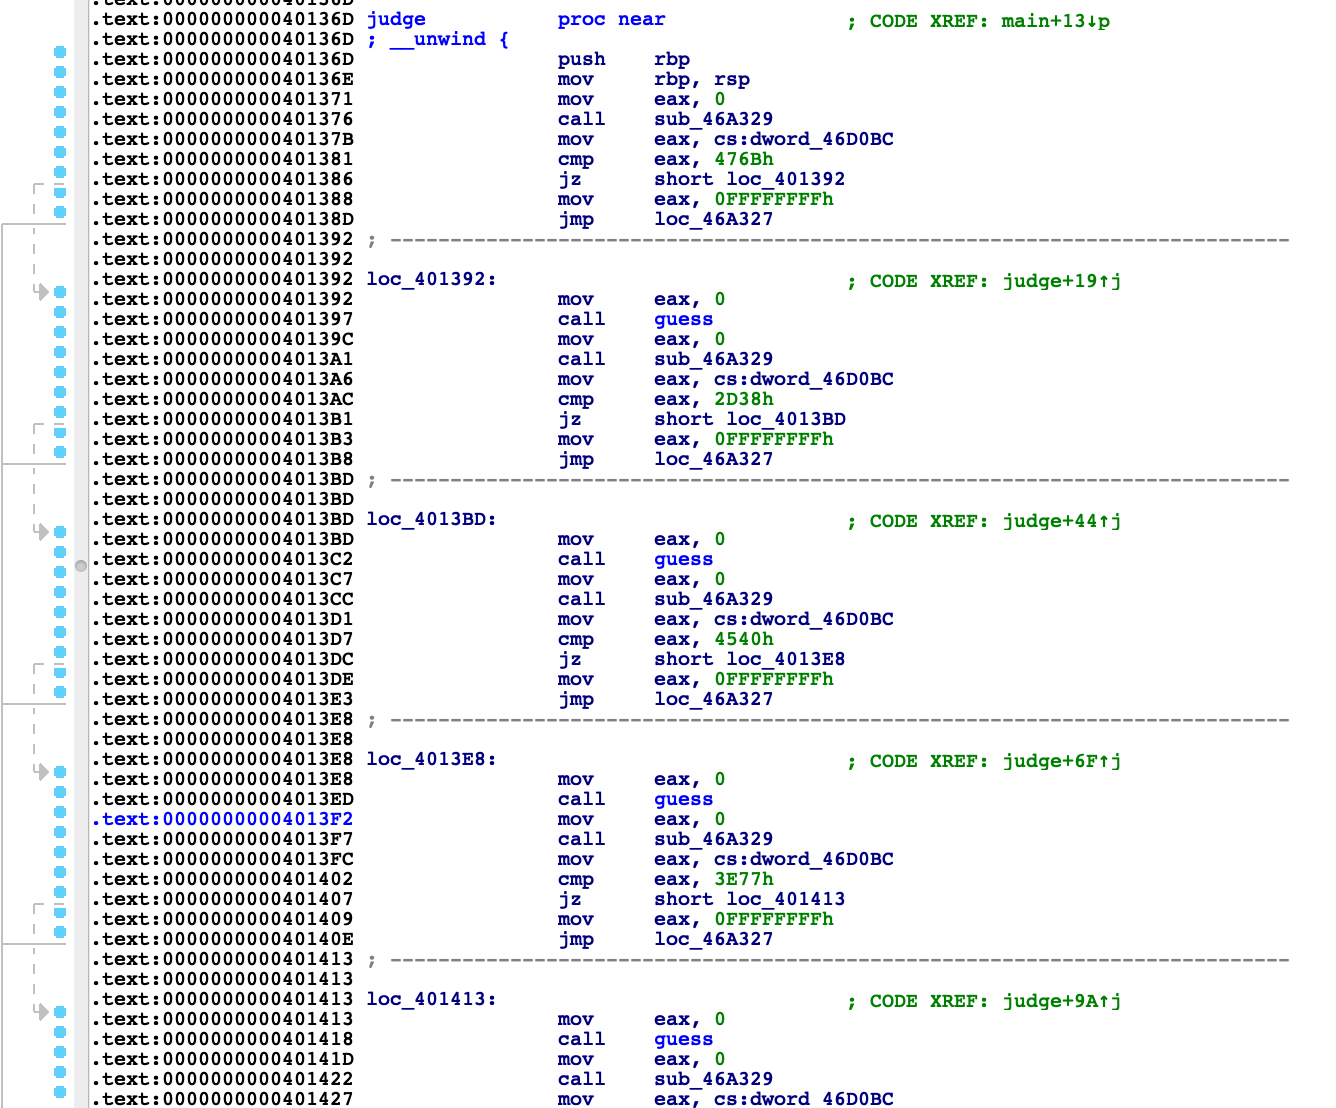 .text:000000000040136D judge proc near ; CODE XREF: main+13↓p
.text:000000000040136D ; __unwind {
.text:000000000040136D push rbp
.text:000000000040136E mov rbp, rsp
.text:0000000000401371 mov eax, 0
.text:0000000000401376 call sub_46A329
.text:000000000040137B mov eax, cs:dword_46D0BC
.text:0000000000401381 cmp eax, 476Bh
.text:0000000000401386 jz short loc_401392
.text:0000000000401388 mov eax, 0FFFFFFFFh
.text:000000000040138D jmp loc_46A327
.text:0000000000401392 ; ---------------------------------------------------------------------------
.text:0000000000401392
.text:0000000000401392 loc_401392: ; CODE XREF: judge+19↑j
.text:0000000000401392 mov eax, 0
.text:0000000000401397 call guess
.text:000000000040139C mov eax, 0
.text:00000000004013A1 call sub_46A329
.text:00000000004013A6 mov eax, cs:dword_46D0BC
.text:00000000004013AC cmp eax, 2D38h
.text:00000000004013B1 jz short loc_4013BD
.text:00000000004013B3 mov eax, 0FFFFFFFFh
.text:00000000004013B8 jmp loc_46A327
.text:00000000004013BD ; ---------------------------------------------------------------------------
.text:00000000004013BD
.text:00000000004013BD loc_4013BD: ; CODE XREF: judge+44↑j
.text:00000000004013BD mov eax, 0
.text:00000000004013C2 call guess
.text:00000000004013C7 mov eax, 0
.text:00000000004013CC call sub_46A329
.text:00000000004013D1 mov eax, cs:dword_46D0BC
.text:00000000004013D7 cmp eax, 4540h
.text:00000000004013DC jz short loc_4013E8
.text:00000000004013DE mov eax, 0FFFFFFFFh
.text:00000000004013E3 jmp loc_46A327
.text:00000000004013E8 ; ---------------------------------------------------------------------------
.text:00000000004013E8
.text:00000000004013E8 loc_4013E8: ; CODE XREF: judge+6F↑j
.text:00000000004013E8 mov eax, 0
.text:00000000004013ED call guess
.text:00000000004013F2 mov eax, 0
.text:00000000004013F7 call sub_46A329
.text:00000000004013FC mov eax, cs:dword_46D0BC
.text:0000000000401402 cmp eax, 3E77h
.text:0000000000401407 jz short loc_401413
.text:0000000000401409 mov eax, 0FFFFFFFFh
.text:000000000040140E jmp loc_46A327
.text:0000000000401413 ; ---------------------------------------------------------------------------
.text:0000000000401413
.text:0000000000401413 loc_401413: ; CODE XREF: judge+9A↑j
.text:0000000000401413 mov eax, 0
.text:0000000000401418 call guess
.text:000000000040141D mov eax, 0
.text:0000000000401422 call sub_46A329
.text:0000000000401427 mov eax, cs:dword_46D0BC